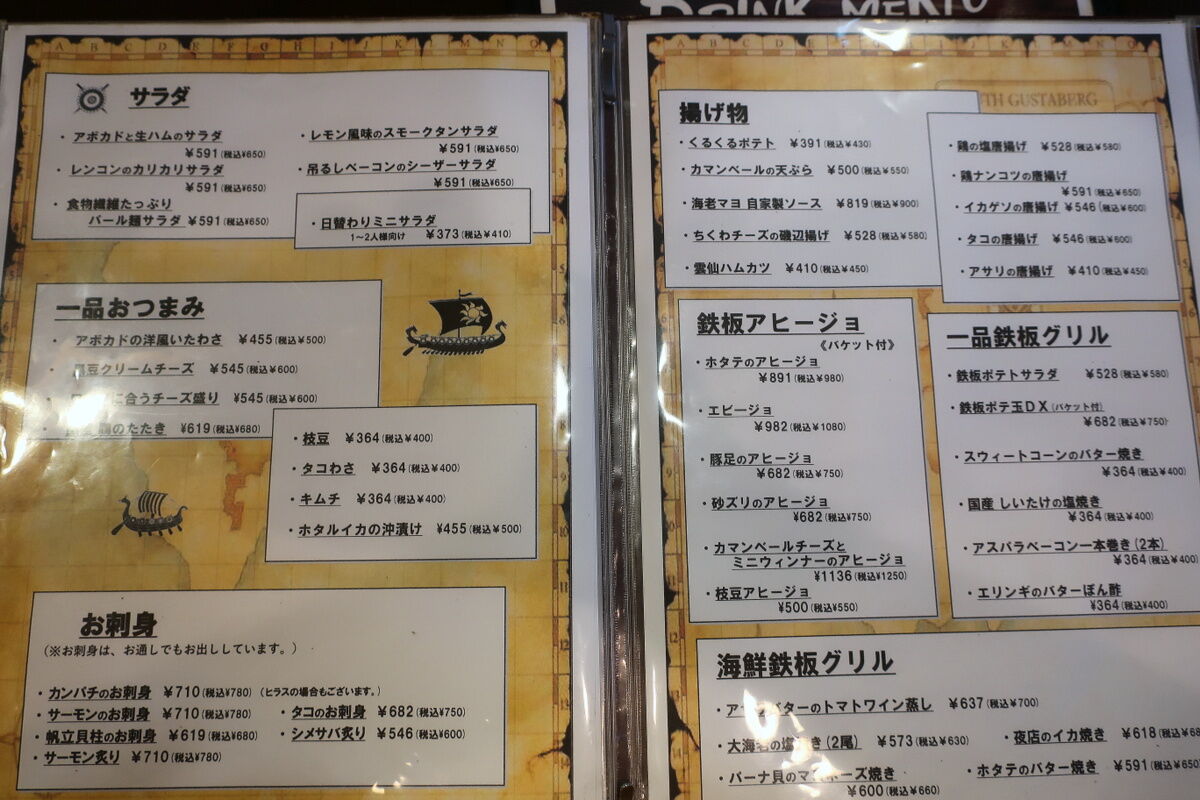 DRINK MENU
A B C D E F G H I J K L M N O
サラダ
・アボカドと生ハムのサラダ
¥591(税込¥650)
・レンコンのカリカリサラダ
¥591(税込¥650)
・食物繊維たっぷり
パール麺サラダ ¥591(税込¥650)
・レモン風味のスモークタンサラダ
¥591(税込¥650)
・吊るしベーコンのシーザーサラダ
¥591(税込¥650)
・日替わりミニサラダ
1〜2人様向け ¥373(税込¥410)
一品おつまみ
・アボカドの洋風いたわさ ¥455(税込¥500)
豆クリームチーズ ¥545(税込¥600)
に合うチーズ盛り ¥545(税込¥600)
鶏のたたき ¥619(税込¥680)
・枝豆 ¥364(税込¥400)
・タコわさ ¥364(税込¥400)
・キムチ ¥364(税込¥400)
・ホタルイカの沖漬け ¥455(税込¥500)
お刺身
(※お刺身は、お通しでもお出ししています。)
・カンパチのお刺身 ¥710(税込¥780) (ヒラスの場合もございます。)
・サーモンのお刺身 ¥710(税込¥780)
・帆立貝柱のお刺身 ¥619(税込¥680)
・サーモン炙り ¥710(税込¥780)
・タコのお刺身 ¥682(税込¥750)
・シメサバ炙り ¥546(税込¥600)
GUSTABERG
揚げ物
・くるくるポテト ¥391(税込¥430)
・カマンベールの天ぷら ¥500(税込¥550)
・海老マヨ 自家製ソース ¥819(税込¥900)
・ちくわチーズの磯辺揚げ ¥528(税込¥580)
・雲仙ハムカツ ¥410(税込¥450)
・鶏の塩唐揚げ ¥528(税込¥580)
・鶏ナンコツの唐揚げ
¥591(税込¥650)
・イカゲソの唐揚げ ¥546(税込¥600)
・タコの唐揚げ ¥546(税込¥600)
・アサリの唐揚げ ¥410(税込¥450)
鉄板アヒージョ
《バケット付》
・ホタテのアヒージョ
¥891(税込¥980)
・エビージョ
¥982(税込¥1080)
・豚足のアヒージョ
¥682(税込¥750)
・砂ズリのアヒージョ
¥682(税込¥750)
・カマンベールチーズと
ミニウィンナーのアヒージョ
¥1136(税込¥1250)
・枝豆アヒージョ
¥500(税込¥550)
一品鉄板グリル
・鉄板ポテトサラダ ¥528(税込¥580)
・鉄板ポテ玉DX(バケット付)
¥682(税込¥750)
・スウィートコーンのバター焼き
¥364(税込¥400)
・国産 しいたけの塩焼き
¥364(税込¥400)
・アスパラベーコン一本巻き(2本)
¥364(税込¥400)
・エリンギのバターぽん酢
¥364(税込¥400)
海鮮鉄板グリル
バターのトマトワイン蒸し ¥637(税込¥700)
・大海老の塩焼き(2尾) ¥573(税込¥630)
・パーナ貝のマヨネーズ焼き
¥600(税込¥660)
・夜店のイカ焼き ¥618(税込¥68
・ホタテのバター焼き ¥591(税込¥650)